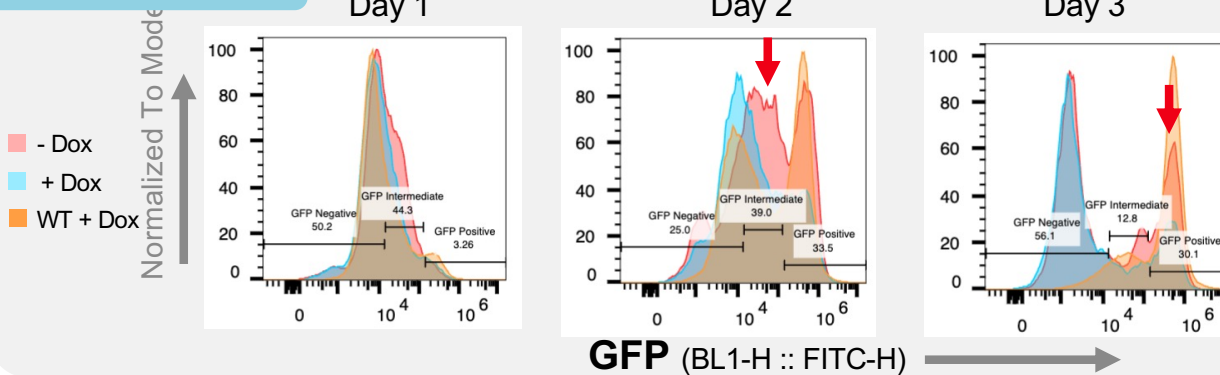 Day 1
Day 2
Day 3
Normalized To Mode
- Dox
+ Dox
WT + Dox
100
80
60
40
20
0
GFP Negative
50.2
GFP Intermediate
44.3
GFP Positive
3.26
0
10 4
10 6
100
80
60
40
20
0
GFP Negative
25.0
GFP Intermediate
39.0
GFP Positive
33.5
0
10 4
10 6
100
80
60
40
20
0
GFP Negative
56.1
GFP Intermediate
12.8
GFP Positive
30.1
0
10 4
10 6
GFP (BL1-H :: FITC-H)